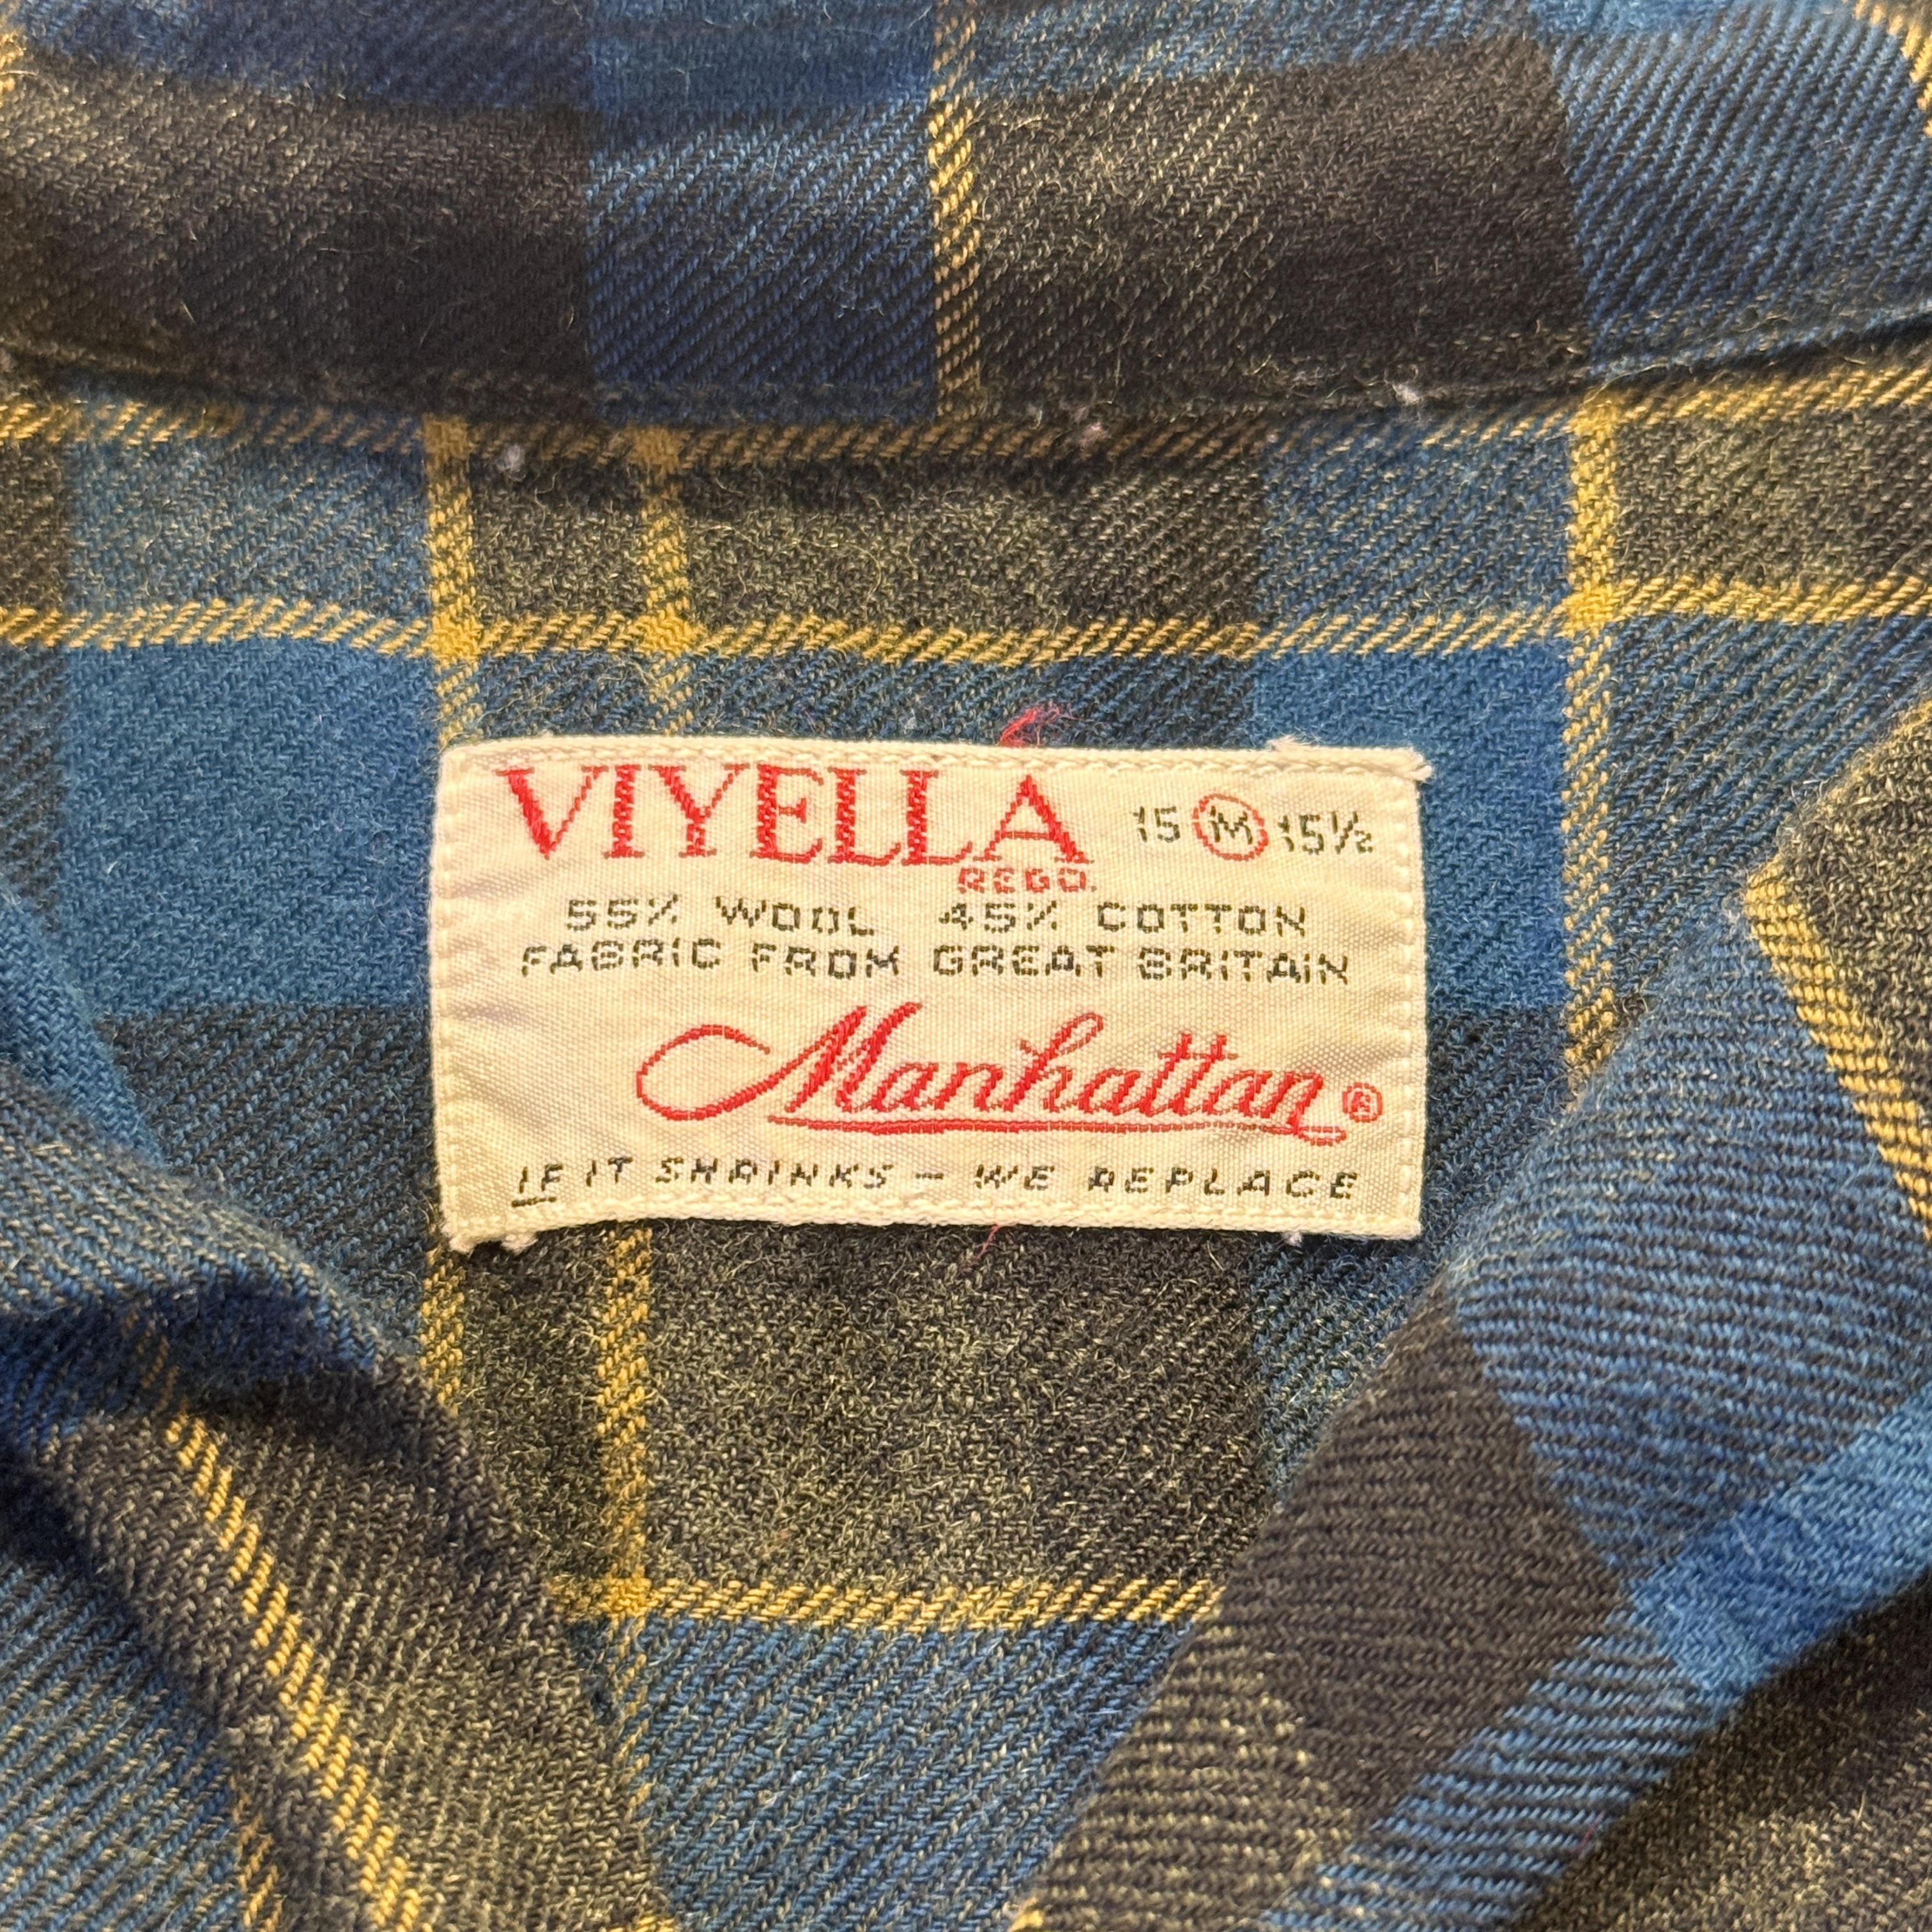 VIYELLA 15 M 15½
REGD.
55% WOOL 45% COTTON
FABRIC FROM GREAT BRITAIN
Manhattan®
IF IT SHRINKS – WE REPLACE